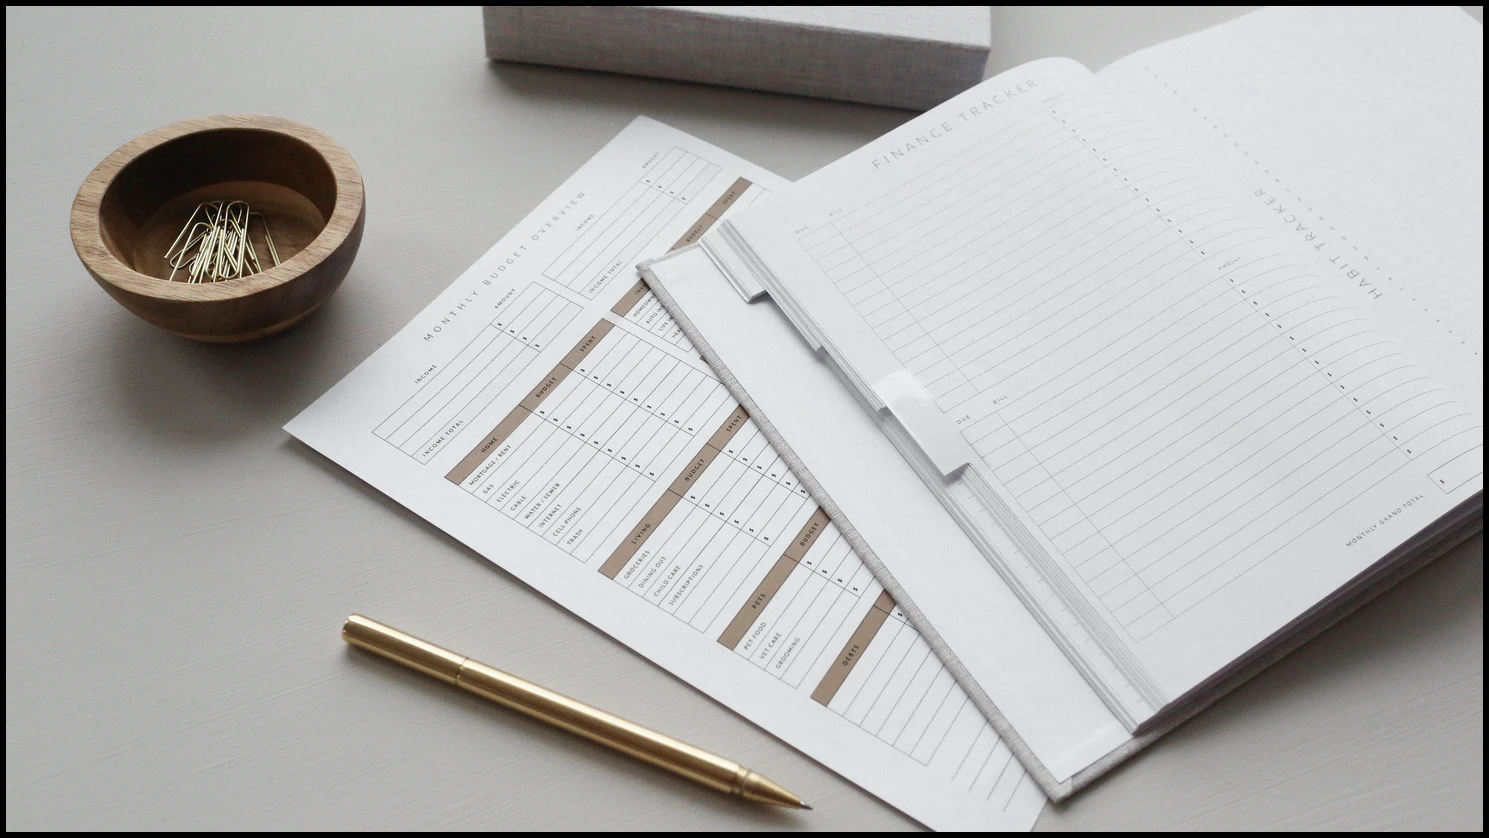 MONTHLY BUDGET OVERVIEW
INCOME AMOUNT
$
$
$
$
INCOME TOTAL
INCOME AMOUNT
$
$
$
INCOME TOTAL
HOME BUDGET SPENT
MORTGAGE / RENT
GAS
ELECTRIC
CABLE
WATER / SEWER
INTERNET
CELL PHONE
TRASH
BUDGET SPENT
AUTO
LIVING BUDGET SPENT
GROCERIES
DINING OUT
CHILD CARE
SUBSCRIPTIONS
PETS BUDGET
PET FOOD
VET CARE
GROOMING
DEBTS
FINANCE TRACKER
DUE BILL AMOUNT
DUE BILL AMOUNT
MONTHLY GRAND TOTAL $
HABIT TRACKER